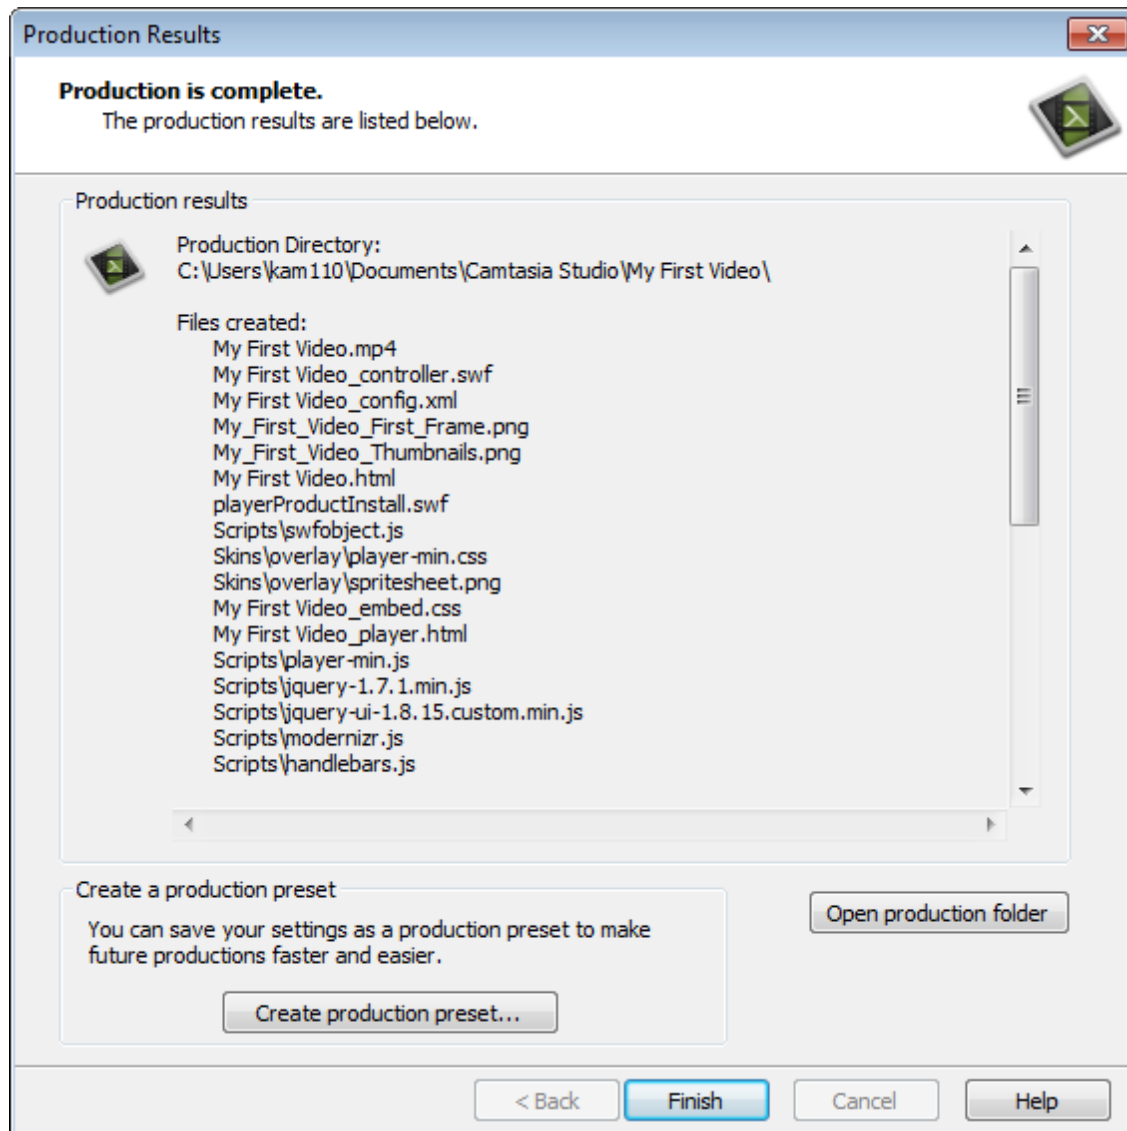 Production Results
Production is complete.
The production results are listed below.
Production results
Production Directory:
C:\Users\kam110\Documents\Camtasia Studio\My First Video\
Files created:
My First Video.mp4
My First Video_controller.swf
My First Video_config.xml
My_First_Video_First_Frame.png
My_First_Video_Thumbnails.png
My First Video.html
playerProductInstall.swf
Scripts\swfobject.js
Skins\overlay\player-min.css
Skins\overlay\spritesheet.png
My First Video_embed.css
My First Video_player.html
Scripts\player-min.js
Scripts\jquery-1.7.1.min.js
Scripts\jquery-ui-1.8.15.custom.min.js
Scripts\modernizr.js
Scripts\handlebars.js
Create a production preset
You can save your settings as a production preset to make
future productions faster and easier.
Create production preset...
Open production folder
< Back
Finish
Cancel
Help